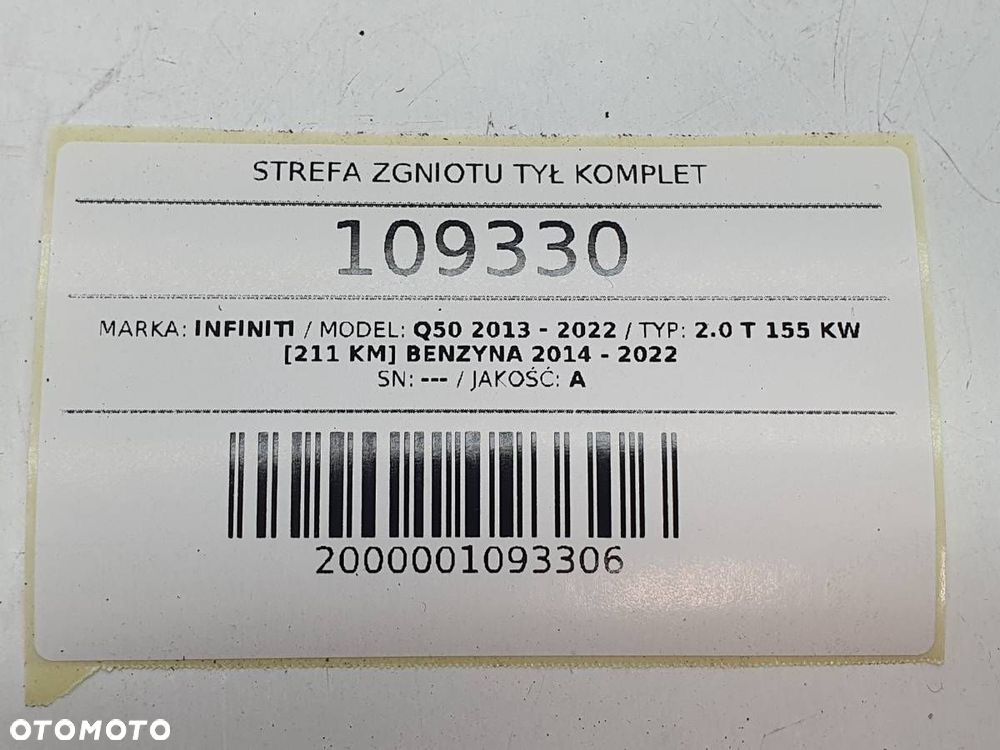 STREFA ZGNIOTU TYŁ KOMPLET
109330
MARKA: INFINITI / MODEL: Q50 2013 - 2022 / TYP: 2.0 T 155 KW
[211 KM] BENZYNA 2014 - 2022
SN: --- / JAKOŚĆ: A
2000001093306
OTOMOTO